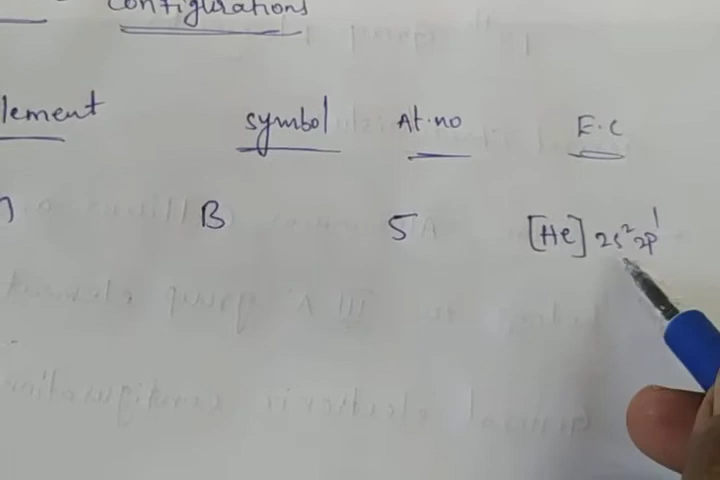 Configurations
lement symbol At.no E.C
B 5 [He] 2s² 2p¹